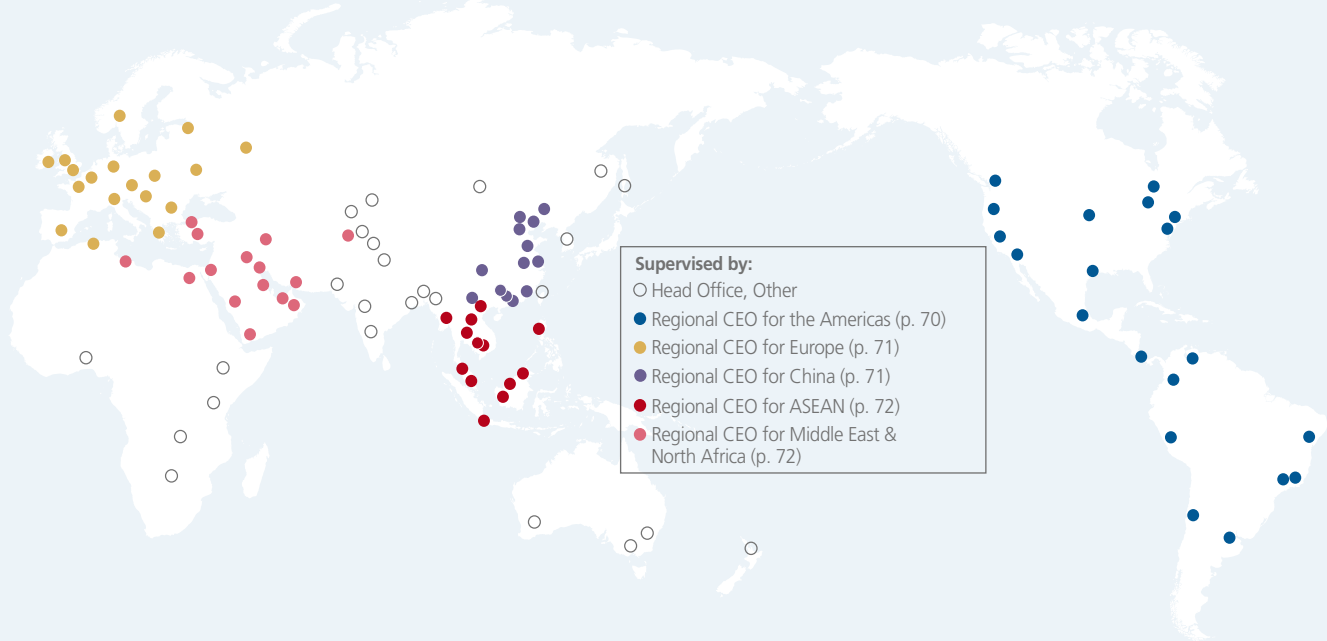 Supervised by:
Head Office, Other
Regional CEO for the Americas (p. 70)
Regional CEO for Europe (p. 71)
Regional CEO for China (p. 71)
Regional CEO for ASEAN (p. 72)
Regional CEO for Middle East &
North Africa (p. 72)